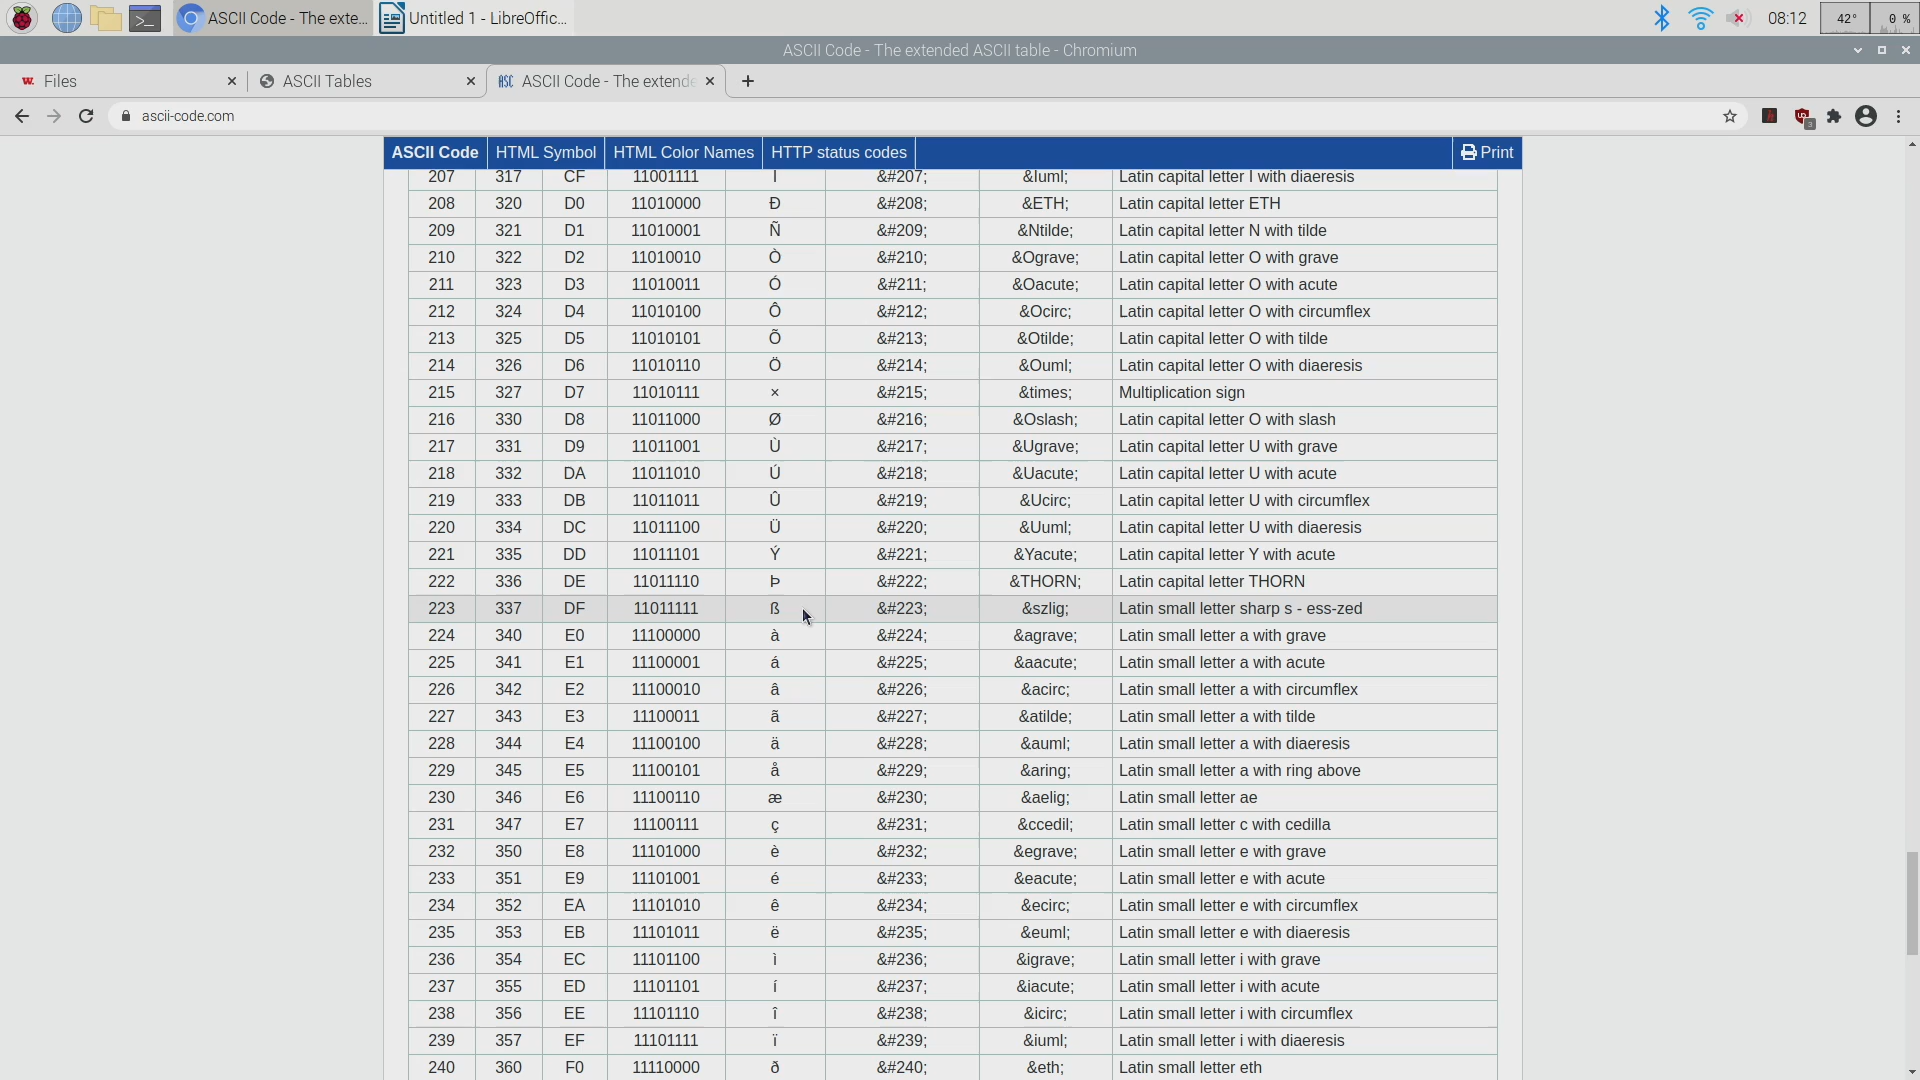 ASCII Code - The exte...
Untitled 1 - LibreOffic...
08:12
42°
0 %
ASCII Code - The extended ASCII table - Chromium
Files
ASCII Tables
ASCII Code - The extende
ascii-code.com
3
ASCII Code HTML Symbol HTML Color Names HTTP status codes Print
207 317 CF 11001111 Ï &#207; &Iuml; Latin capital letter I with diaeresis
208 320 D0 11010000 Ð &#208; &ETH; Latin capital letter ETH
209 321 D1 11010001 Ñ &#209; &Ntilde; Latin capital letter N with tilde
210 322 D2 11010010 Ò &#210; &Ograve; Latin capital letter O with grave
211 323 D3 11010011 Ó &#211; &Oacute; Latin capital letter O with acute
212 324 D4 11010100 Ô &#212; &Ocirc; Latin capital letter O with circumflex
213 325 D5 11010101 Õ &#213; &Otilde; Latin capital letter O with tilde
214 326 D6 11010110 Ö &#214; &Ouml; Latin capital letter O with diaeresis
215 327 D7 11010111 × &#215; &times; Multiplication sign
216 330 D8 11011000 Ø &#216; &Oslash; Latin capital letter O with slash
217 331 D9 11011001 Ù &#217; &Ugrave; Latin capital letter U with grave
218 332 DA 11011010 Ú &#218; &Uacute; Latin capital letter U with acute
219 333 DB 11011011 Û &#219; &Ucirc; Latin capital letter U with circumflex
220 334 DC 11011100 Ü &#220; &Uuml; Latin capital letter U with diaeresis
221 335 DD 11011101 Ý &#221; &Yacute; Latin capital letter Y with acute
222 336 DE 11011110 Þ &#222; &THORN; Latin capital letter THORN
223 337 DF 11011111 ß &#223; &szlig; Latin small letter sharp s - ess-zed
224 340 E0 11100000 à &#224; &agrave; Latin small letter a with grave
225 341 E1 11100001 á &#225; &aacute; Latin small letter a with acute
226 342 E2 11100010 â &#226; &acirc; Latin small letter a with circumflex
227 343 E3 11100011 ã &#227; &atilde; Latin small letter a with tilde
228 344 E4 11100100 ä &#228; &auml; Latin small letter a with diaeresis
229 345 E5 11100101 å &#229; &aring; Latin small letter a with ring above
230 346 E6 11100110 æ &#230; &aelig; Latin small letter ae
231 347 E7 11100111 ç &#231; &ccedil; Latin small letter c with cedilla
232 350 E8 11101000 è &#232; &egrave; Latin small letter e with grave
233 351 E9 11101001 é &#233; &eacute; Latin small letter e with acute
234 352 EA 11101010 ê &#234; &ecirc; Latin small letter e with circumflex
235 353 EB 11101011 ë &#235; &euml; Latin small letter e with diaeresis
236 354 EC 11101100 ì &#236; &igrave; Latin small letter i with grave
237 355 ED 11101101 í &#237; &iacute; Latin small letter i with acute
238 356 EE 11101110 î &#238; &icirc; Latin small letter i with circumflex
239 357 EF 11101111 ï &#239; &iuml; Latin small letter i with diaeresis
240 360 F0 11110000 ð &#240; &eth; Latin small letter eth